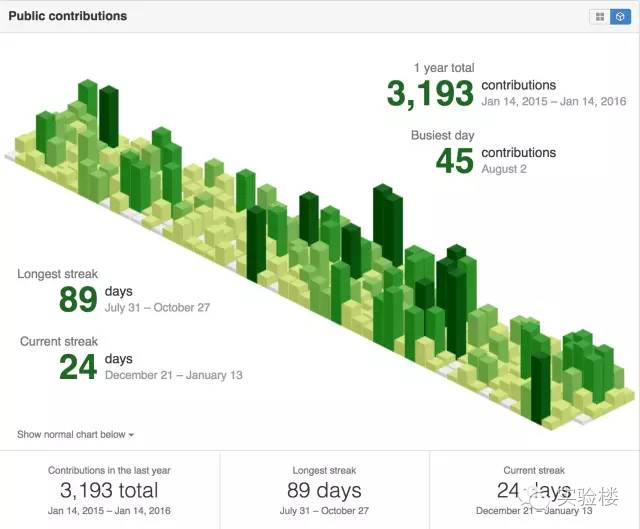 Public contributions
1 year total
3,193 contributions
Jan 14, 2015 – Jan 14, 2016
Busiest day
45 contributions
August 2
Longest streak
89 days
July 31 – October 27
Current streak
24 days
December 21 – January 13
Show normal chart below
Contributions in the last year
3,193 total
Jan 14, 2015 – Jan 14, 2016
Longest streak
89 days
July 31 – October 27
Current streak
24 days
December 21 – January 13
实验楼